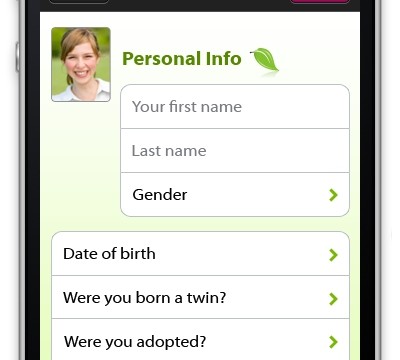 Personal Info
Your first name
Last name
Gender
Date of birth
Were you born a twin?
Were you adopted?